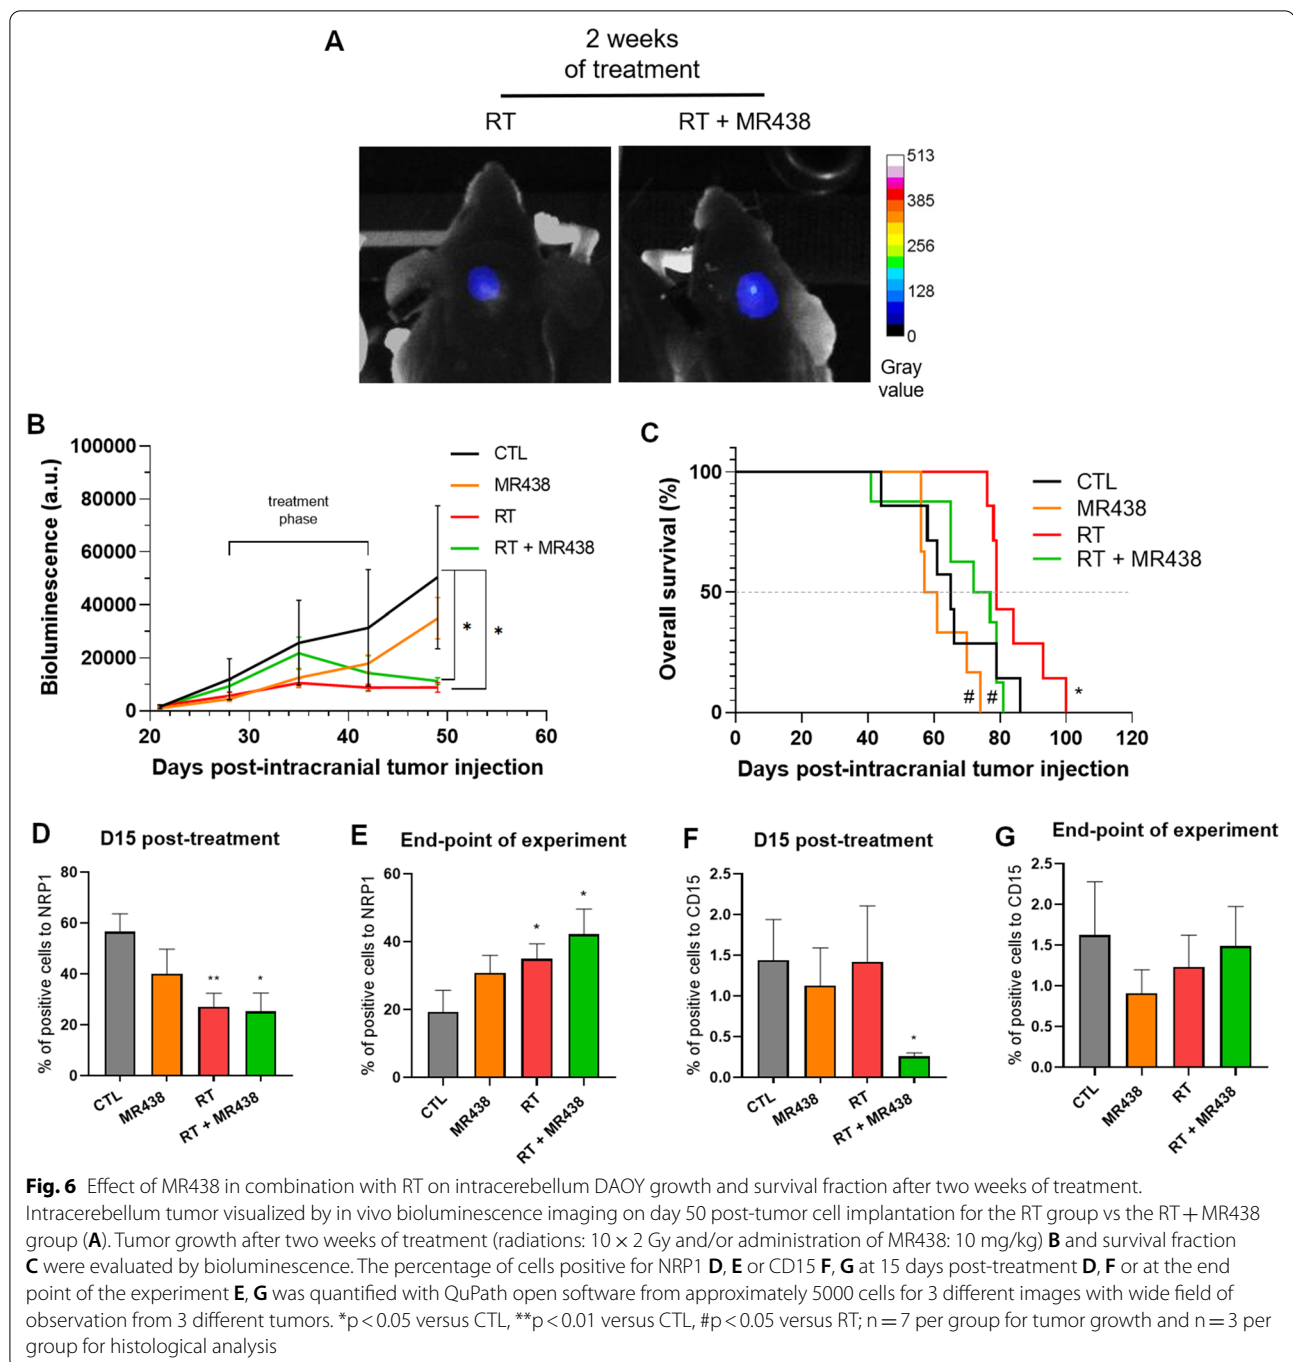 A
2 weeks
of treatment
RT
RT + MR438
513
385
256
128
0
Gray
value
B
100000
80000
60000
40000
20000
0
Bioluminescence (a.u.)
treatment
phase
CTL
MR438
RT
RT + MR438
*
*
20
30
40
50
60
Days post-intracranial tumor injection
C
100
50
0
Overall survival (%)
CTL
MR438
RT
RT + MR438
#
#
*
0
20
40
60
80
100
120
Days post-intracranial tumor injection
D
D15 post-treatment
% of positive cells to NRP1
80
60
40
20
0
**
*
CTL
MR438
RT
RT + MR438
E
End-point of experiment
% of positive cells to NRP1
60
40
20
0
*
*
CTL
MR438
RT
RT + MR438
F
D15 post-treatment
% of positive cells to CD15
2.5
2.0
1.5
1.0
0.5
0.0
*
CTL
MR438
RT
RT + MR438
G
End-point of experiment
% of positive cells to CD15
2.5
2.0
1.5
1.0
0.5
0.0
CTL
MR438
RT
RT + MR438
Fig. 6 Effect of MR438 in combination with RT on intracerebellum DAOY growth and survival fraction after two weeks of treatment.
Intracerebellum tumor visualized by in vivo bioluminescence imaging on day 50 post-tumor cell implantation for the RT group vs the RT + MR438
group (A). Tumor growth after two weeks of treatment (radiations: 10 × 2 Gy and/or administration of MR438: 10 mg/kg) B and survival fraction
C were evaluated by bioluminescence. The percentage of cells positive for NRP1 D, E or CD15 F, G at 15 days post-treatment D, F or at the end
point of the experiment E, G was quantified with QuPath open software from approximately 5000 cells for 3 different images with wide field of
observation from 3 different tumors. *p < 0.05 versus CTL, **p < 0.01 versus CTL, #p < 0.05 versus RT; n = 7 per group for tumor growth and n = 3 per
group for histological analysis